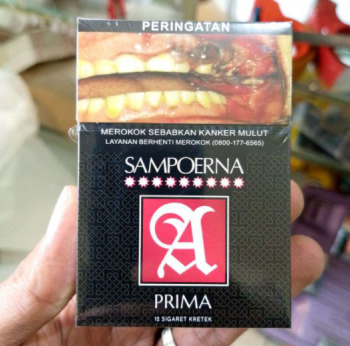 PERINGATAN
MEROKOK SEBABKAN KANKER MULUT
LAYANAN BERHENTI MEROKOK (0800-177-6565)
SAMPOERNA
A
PRIMA
12 SIGARET KRETEK